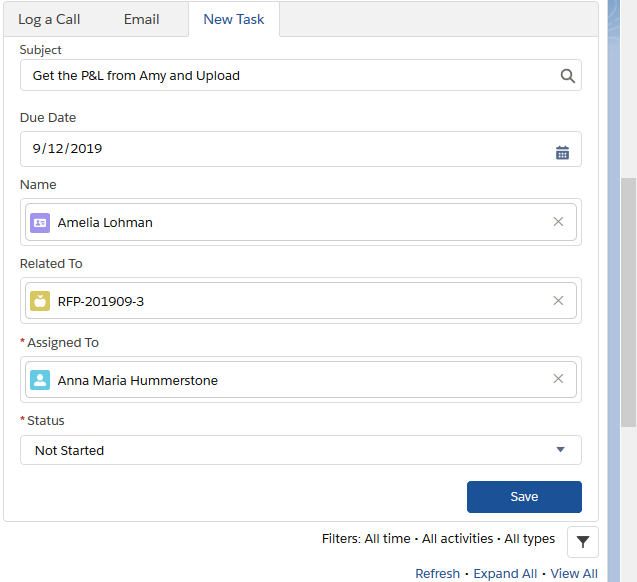 Log a Call Email New Task
Subject
Get the P&L from Amy and Upload
Due Date
9/12/2019
Name
Amelia Lohman
Related To
RFP-201909-3
*Assigned To
Anna Maria Hummerstone
*Status
Not Started
Save
Filters: All time • All activities • All types
Refresh • Expand All • View All